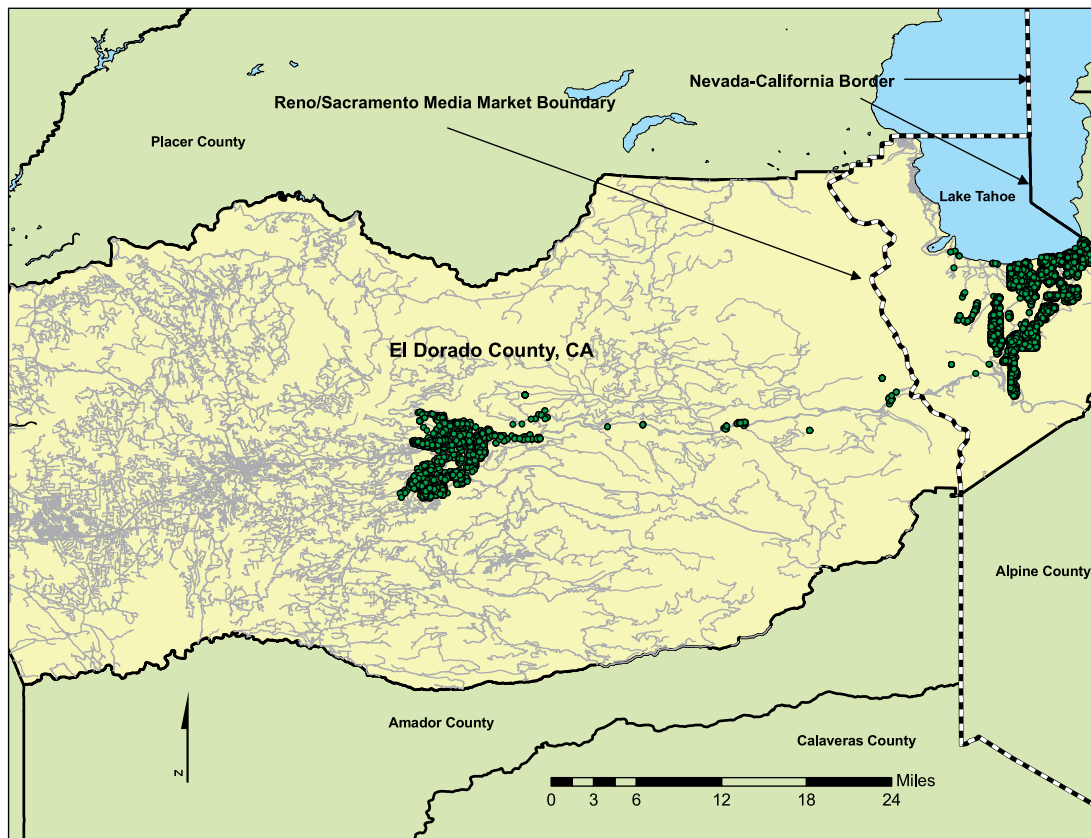 Nevada-California Border
Reno/Sacramento Media Market Boundary
Placer County
Lake Tahoe
El Dorado County, CA
Alpine County
Amador County
Calaveras County
N
Miles
0 3 6 12 18 24